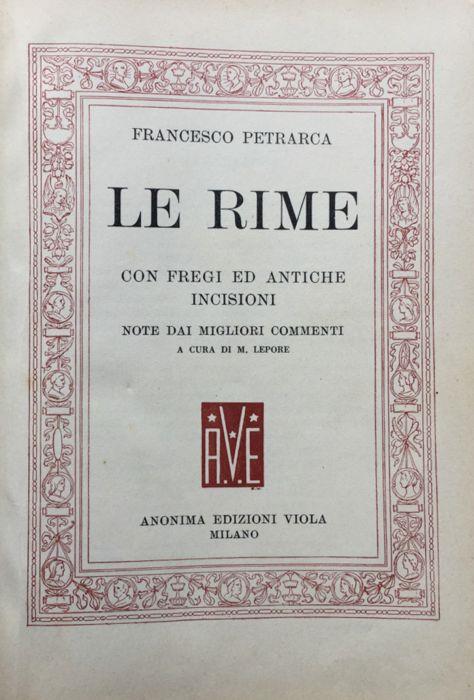 FRANCESCO PETRARCA
LE RIME
CON FREGI ED ANTICHE
INCISIONI
NOTE DAI MIGLIORI COMMENTI
A CURA DI M. LEPORE
A.V.E
ANONIMA EDIZIONI VIOLA
MILANO